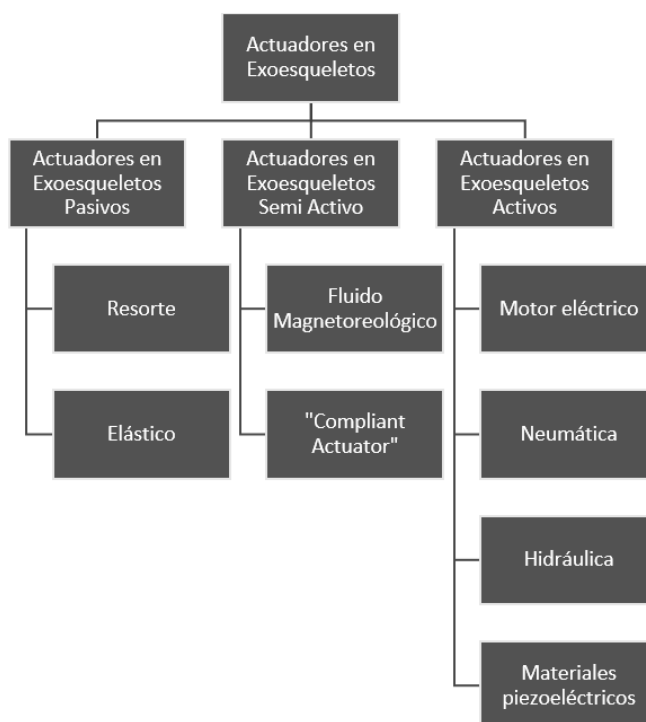 Actuadores en
Exoesqueletos
Actuadores en
Exoesqueletos
Pasivos
Actuadores en
Exoesqueletos
Semi Activo
Actuadores en
Exoesqueletos
Activos
Resorte
Elástico
Fluido
Magnetoreológico
"Compliant
Actuator"
Motor eléctrico
Neumática
Hidráulica
Materiales
piezoeléctricos